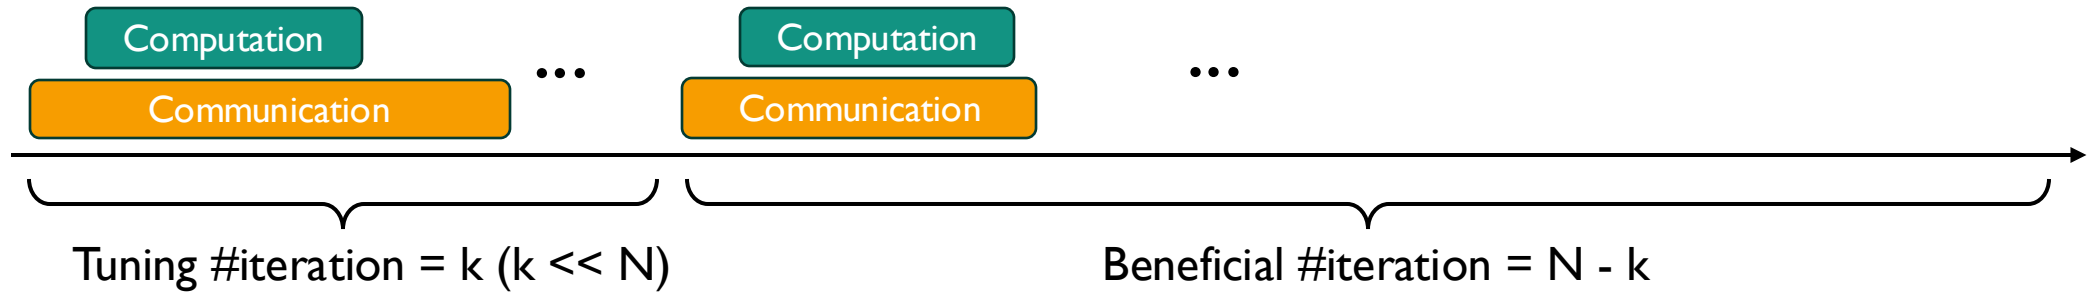 Computation
Communication
...
Computation
Communication
...
Tuning #iteration = k (k << N)
Beneficial #iteration = N - k